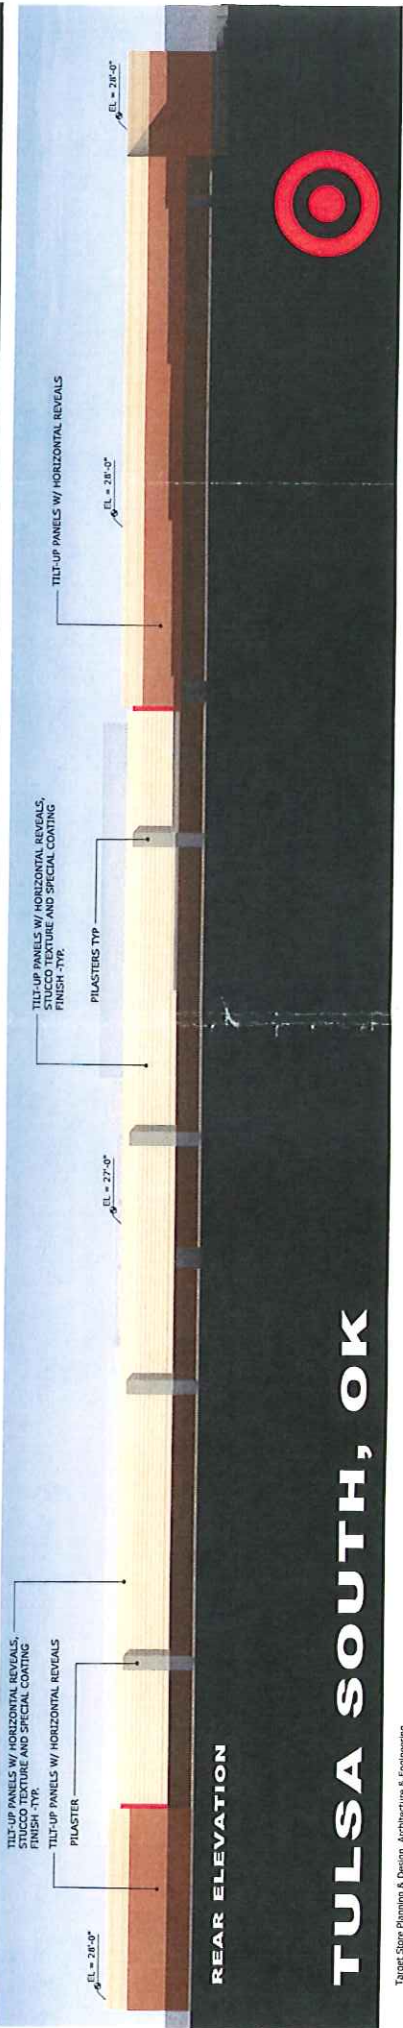 TILT-UP PANELS W/ HORIZONTAL REVEALS,
STUCCO TEXTURE AND SPECIAL COATING
FINISH -TYP.
TILT-UP PANELS W/ HORIZONTAL REVEALS
PILASTER
EL = 28'-0"
EL = 27'-0"
TILT-UP PANELS W/ HORIZONTAL REVEALS,
STUCCO TEXTURE AND SPECIAL COATING
FINISH -TYP.
PILASTERS TYP
TILT-UP PANELS W/ HORIZONTAL REVEALS
EL = 28'-0"
EL = 28'-0"
REAR ELEVATION
TULSA SOUTH, OK
Target Store Planning & Design, Architecture & Engineering